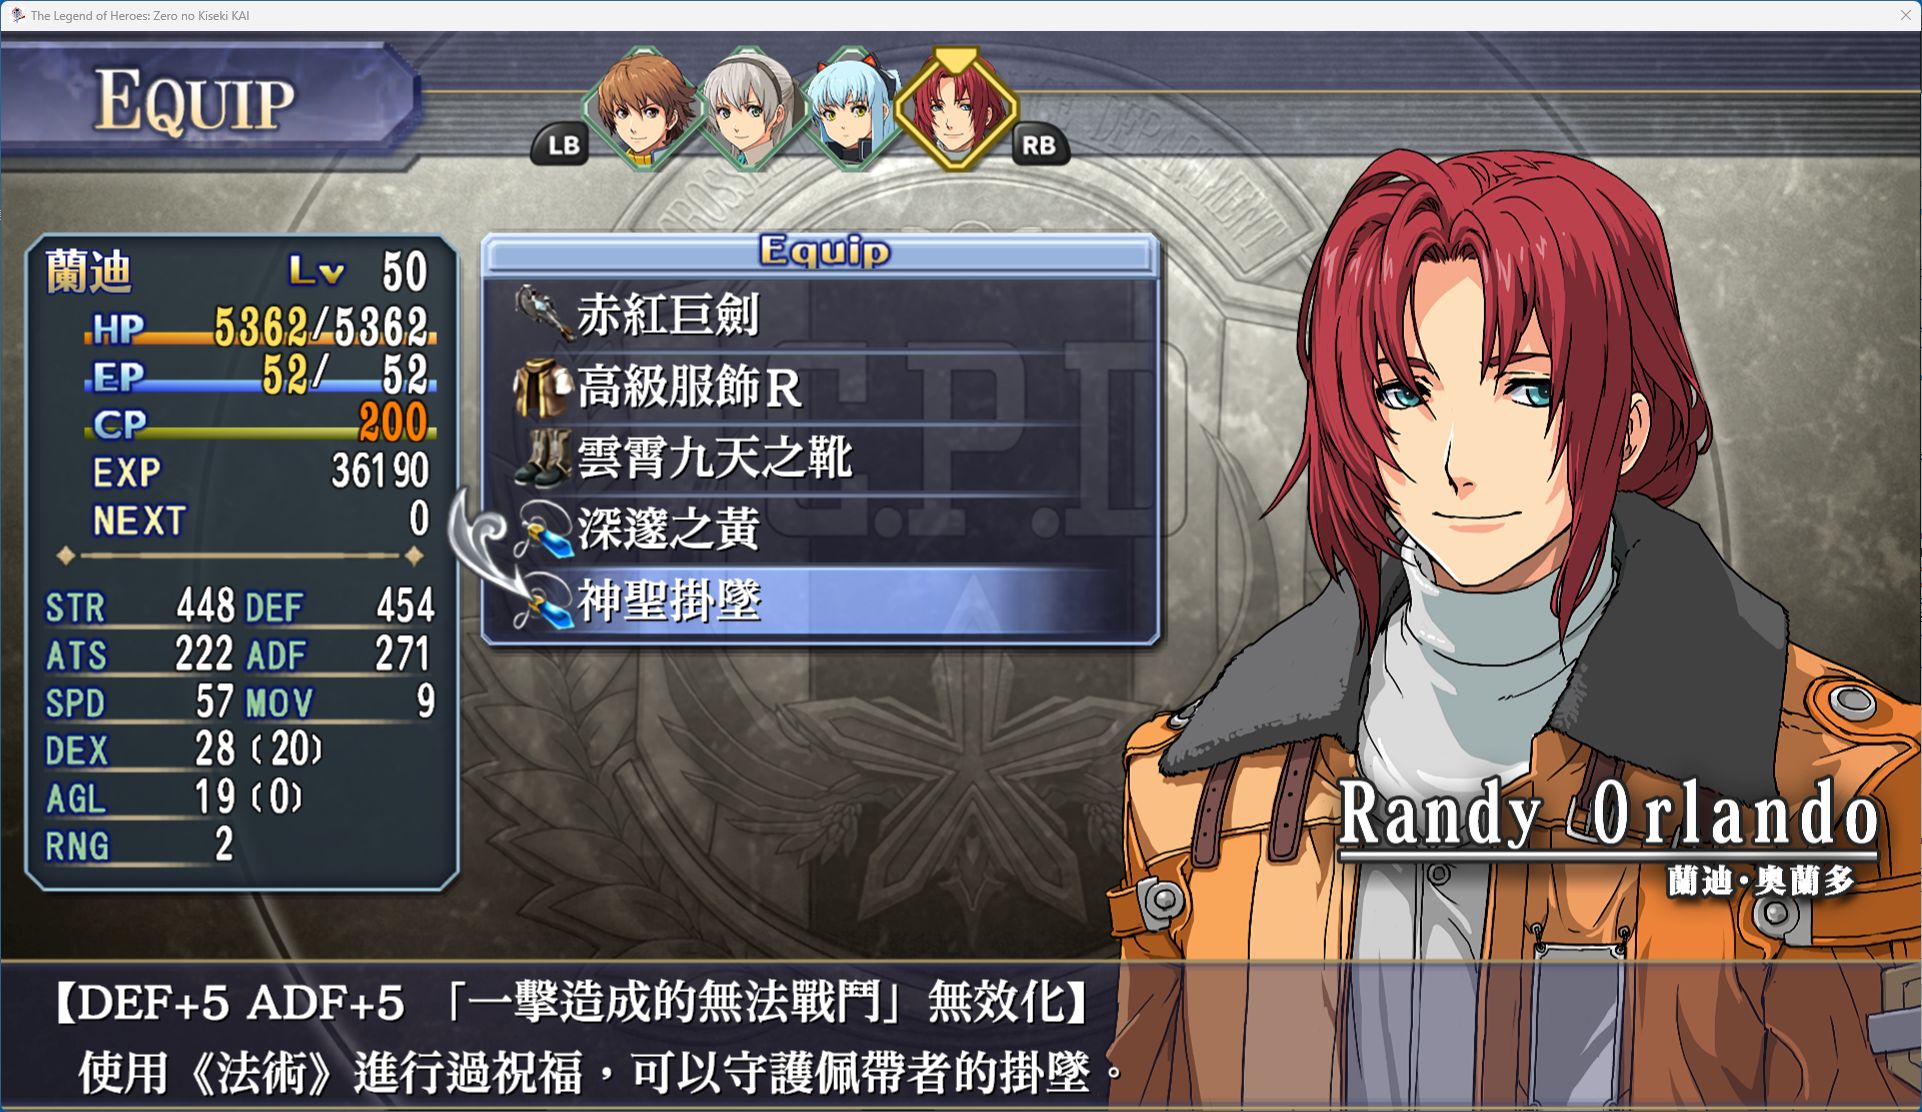 The Legend of Heroes: Zero no Kiseki KAI
EQUIP
LB
RB
蘭迪 Lv 50
HP 5362/5362
EP 52/ 52
CP 200
EXP 36190
NEXT 0
STR 448 DEF 454
ATS 222 ADF 271
SPD 57 MOV 9
DEX 28 (20)
AGL 19 (0)
RNG 2
Equip
赤紅巨劍
高級服飾R
雲霄九天之靴
深邃之黃
神聖掛墜
C.P.D
Randy Orlando
蘭迪·奧蘭多
【DEF+5 ADF+5 「一擊造成的無法戰鬥」無效化】
使用《法術》進行過祝福，可以守護佩帶者的掛墜。